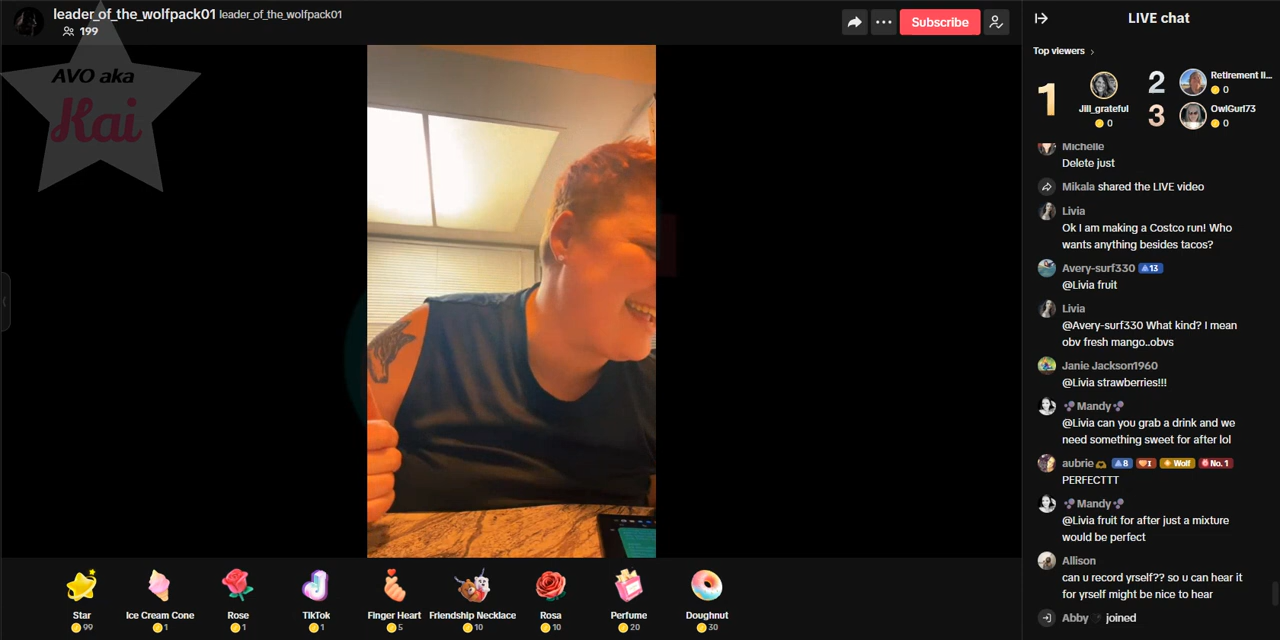 leader_of_the_wolfpack01 leader_of_the_wolfpack01
199
Subscribe
AVO aka
Kai
LIVE chat
Top viewers
1
Jill_grateful
0
2
Retirement li...
0
3
OwlGurl73
0
Michelle
Delete just
Mikala shared the LIVE video
Livia
Ok I am making a Costco run! Who
wants anything besides tacos?
Avery-surf330 13
@Livia fruit
Livia
@Avery-surf330 What kind? I mean
obv fresh mango..obvs
Janie Jackson1960
@Livia strawberries!!!
Mandy
@Livia can you grab a drink and we
need something sweet for after lol
aubrie 8 I Wolf No. 1
PERFECTTT
Mandy
@Livia fruit for after just a mixture
would be perfect
Allison
can u record yrself?? so u can hear it
for yrself might be nice to hear
Abby joined
Star
99
Ice Cream Cone
1
Rose
1
TikTok
1
Finger Heart
5
Friendship Necklace
10
Rosa
10
Perfume
20
Doughnut
30